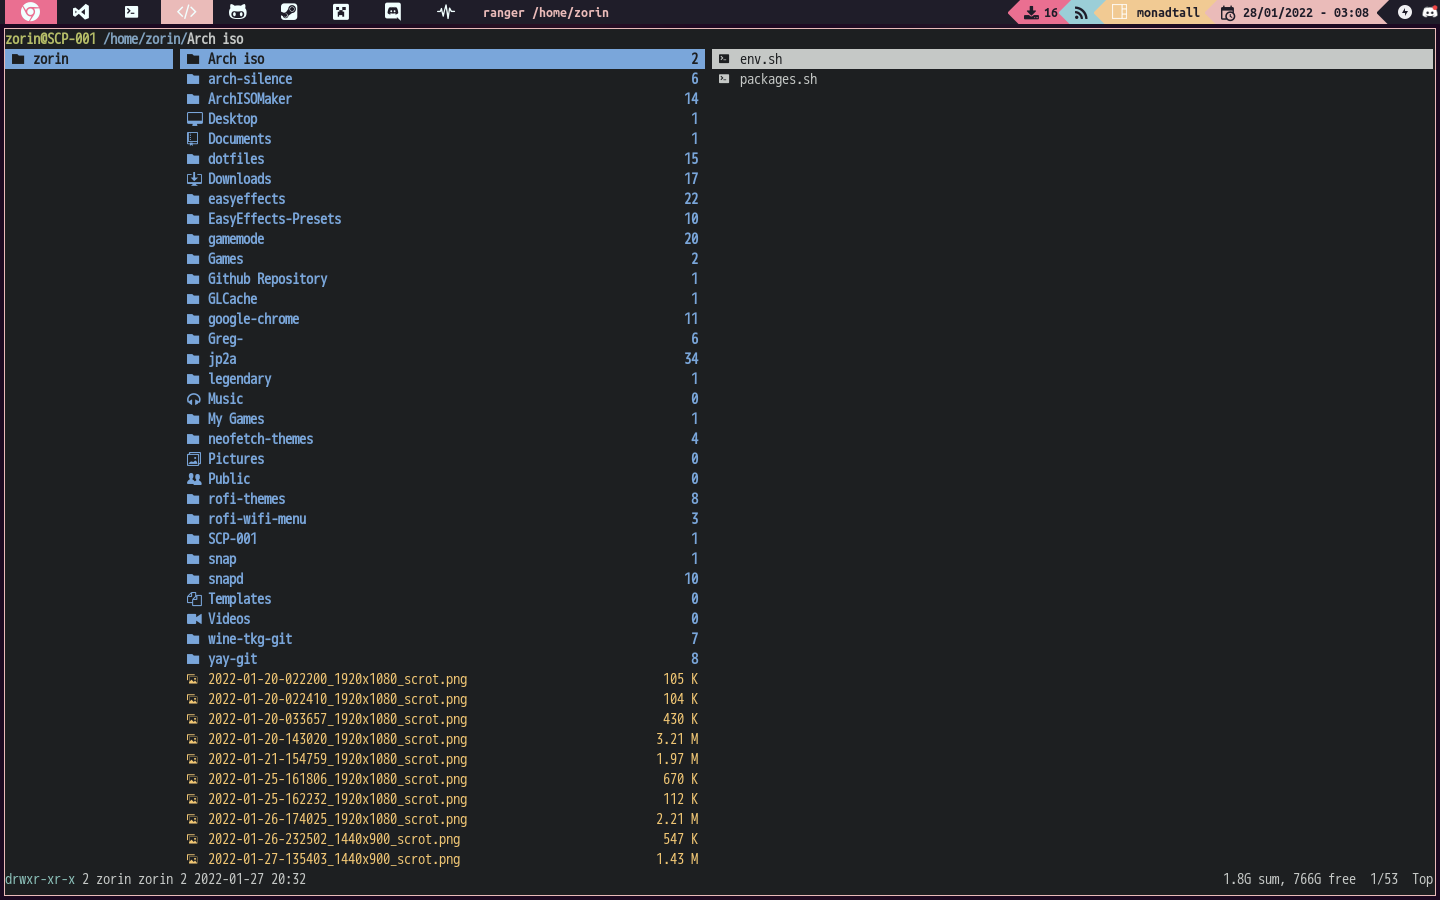 ranger /home/zorin 16 monadtall 28/01/2022 - 03:08
zorin@SCP-001 /home/zorin/Arch iso
zorin Arch iso 2 env.sh
arch-silence 6 packages.sh
ArchISOMaker 14
Desktop 1
Documents 1
dotfiles 15
Downloads 17
easyeffects 22
EasyEffects-Presets 10
gamemode 20
Games 2
Github Repository 1
GLCache 1
google-chrome 11
Greg- 6
jp2a 34
legendary 1
Music 0
My Games 1
neofetch-themes 4
Pictures 0
Public 0
rofi-themes 8
rofi-wifi-menu 3
SCP-001 1
snap 1
snapd 10
Templates 0
Videos 0
wine-tkg-git 7
yay-git 8
2022-01-20-022200_1920x1080_scrot.png 105 K
2022-01-20-022410_1920x1080_scrot.png 104 K
2022-01-20-033657_1920x1080_scrot.png 430 K
2022-01-20-143020_1920x1080_scrot.png 3.21 M
2022-01-21-154759_1920x1080_scrot.png 1.97 M
2022-01-25-161806_1920x1080_scrot.png 670 K
2022-01-25-162232_1920x1080_scrot.png 112 K
2022-01-26-174025_1920x1080_scrot.png 2.21 M
2022-01-26-232502_1440x900_scrot.png 547 K
2022-01-27-135403_1440x900_scrot.png 1.43 M
drwxr-xr-x 2 zorin zorin 2 2022-01-27 20:32 1.8G sum, 766G free 1/53 Top